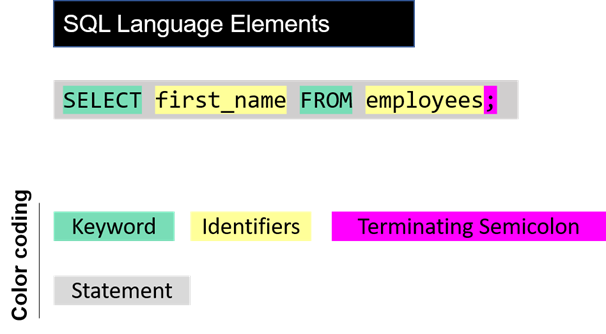 SQL Language Elements
SELECT first_name FROM employees;
Color coding
Keyword Identifiers Terminating Semicolon
Statement